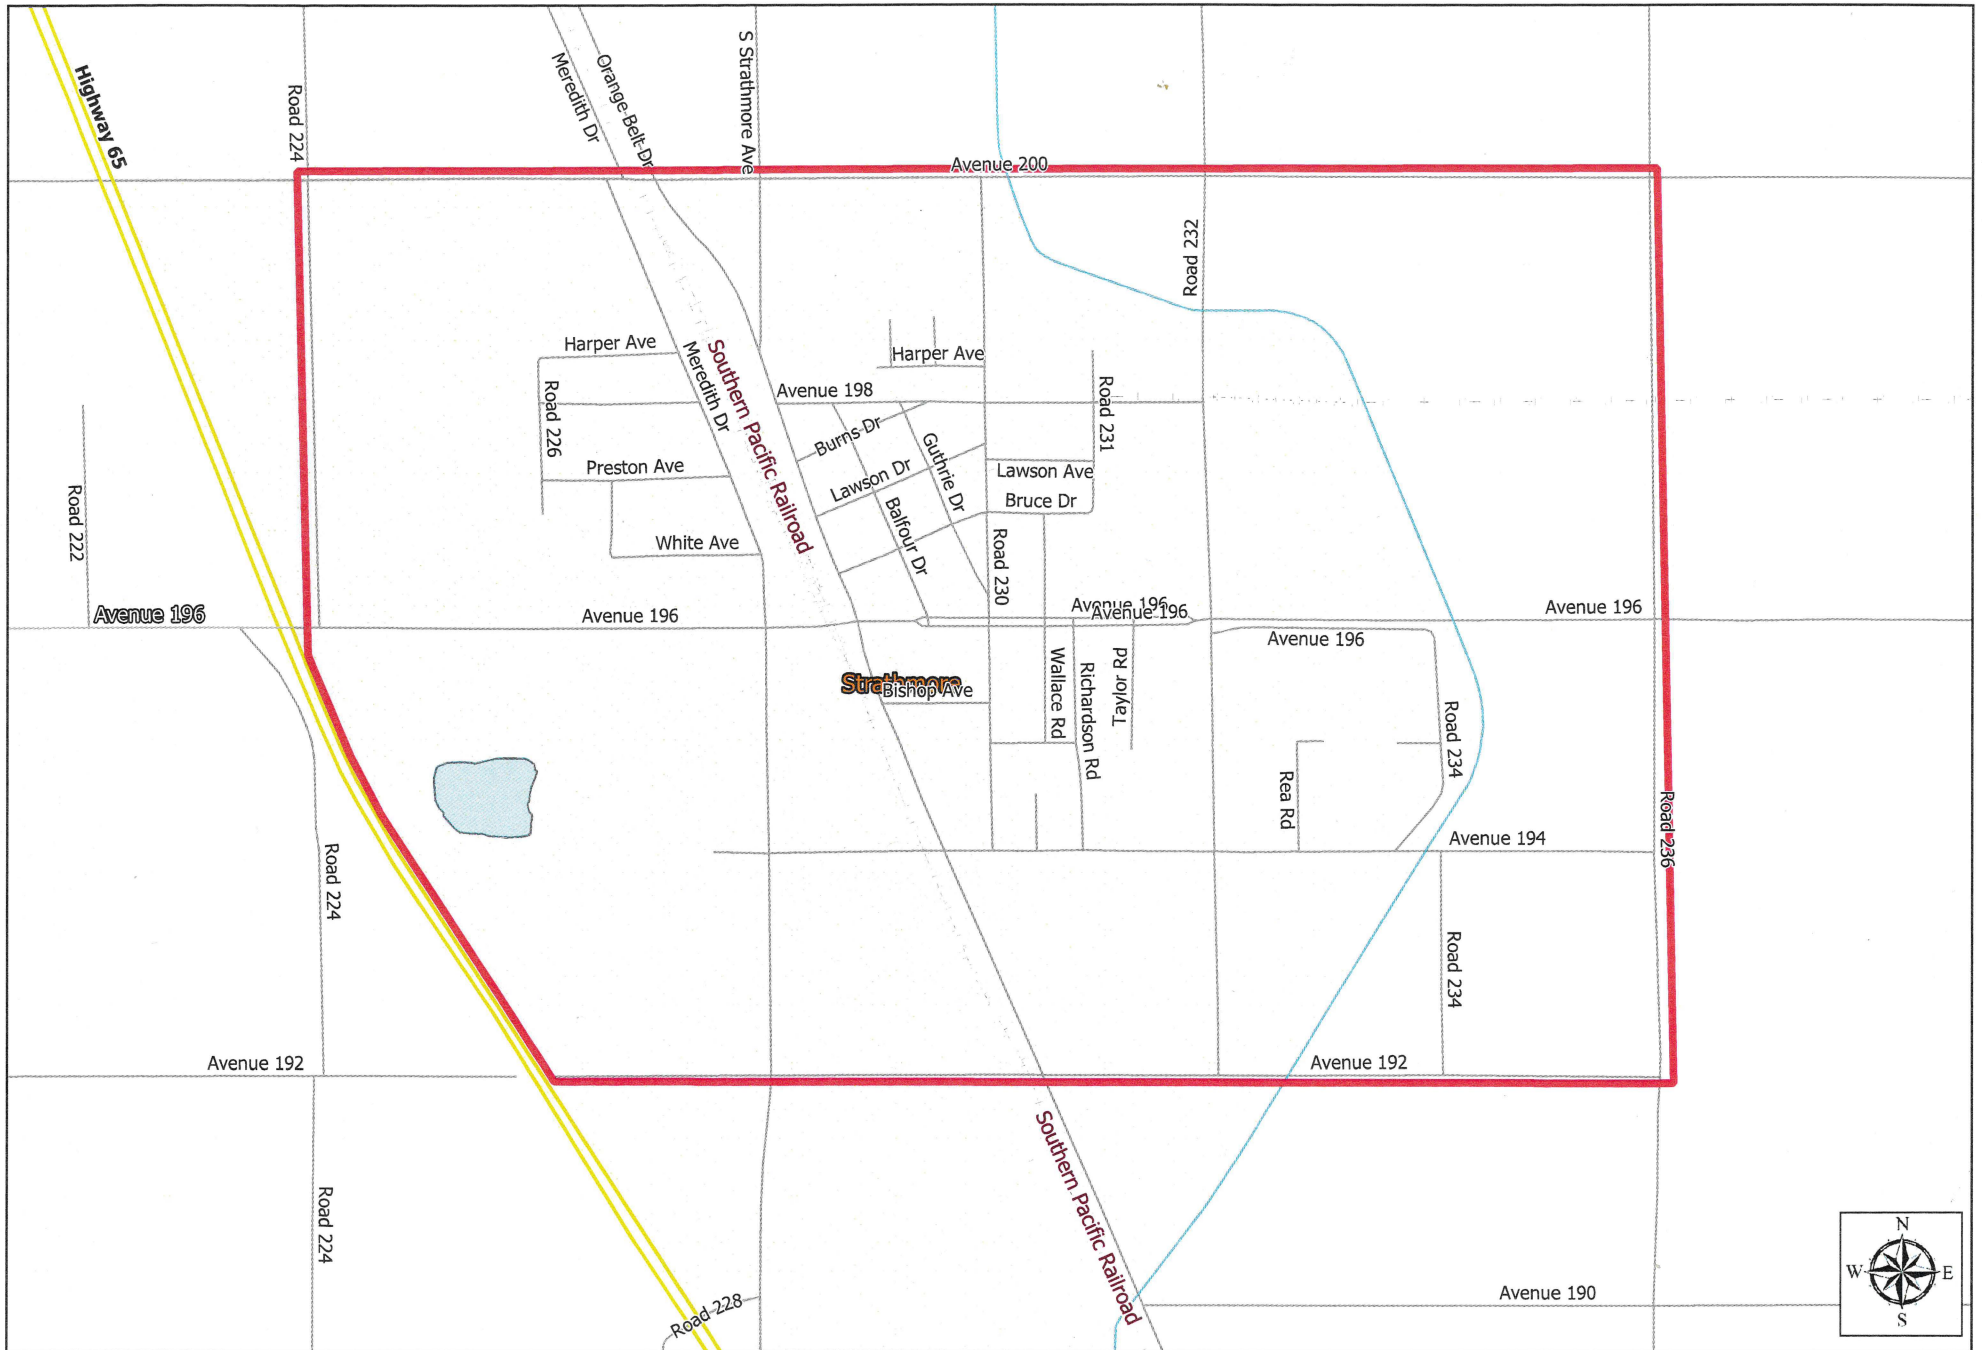 Highway 65
Road 224
Meredith Dr
Orange Belt Dr
S Strathmore Ave
Avenue 200
Road 232
Harper Ave
Meredith Dr
Southern Pacific Railroad
Harper Ave
Road 226
Avenue 198
Road 231
Burns Dr
Guthrie Dr
Preston Ave
Lawson Dr
Lawson Ave
Bruce Dr
Road 222
White Ave
Balfour Dr
Road 230
Avenue 196
Avenue 196
Avenue 196
Avenue 196
Avenue 196
Avenue 196
Strathmore
Bishop Ave
Wallace Rd
Richardson Rd
Taylor Rd
Road 234
Rea Rd
Road 236
Avenue 194
Road 224
Road 234
Avenue 192
Avenue 192
Southern Pacific Railroad
Road 224
Road 228
Avenue 190
N
W E
S